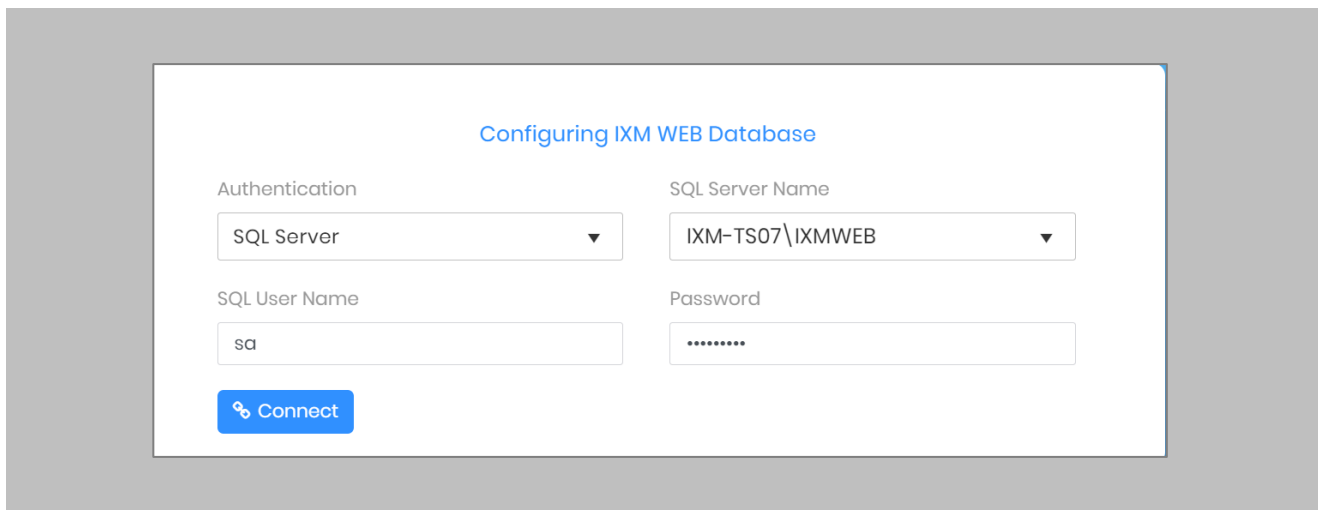 Configuring IXM WEB Database
Authentication
SQL Server Name
SQL Server
IXM-TS07\IXMWEB
SQL User Name
Password
sa
•••••••••
Connect